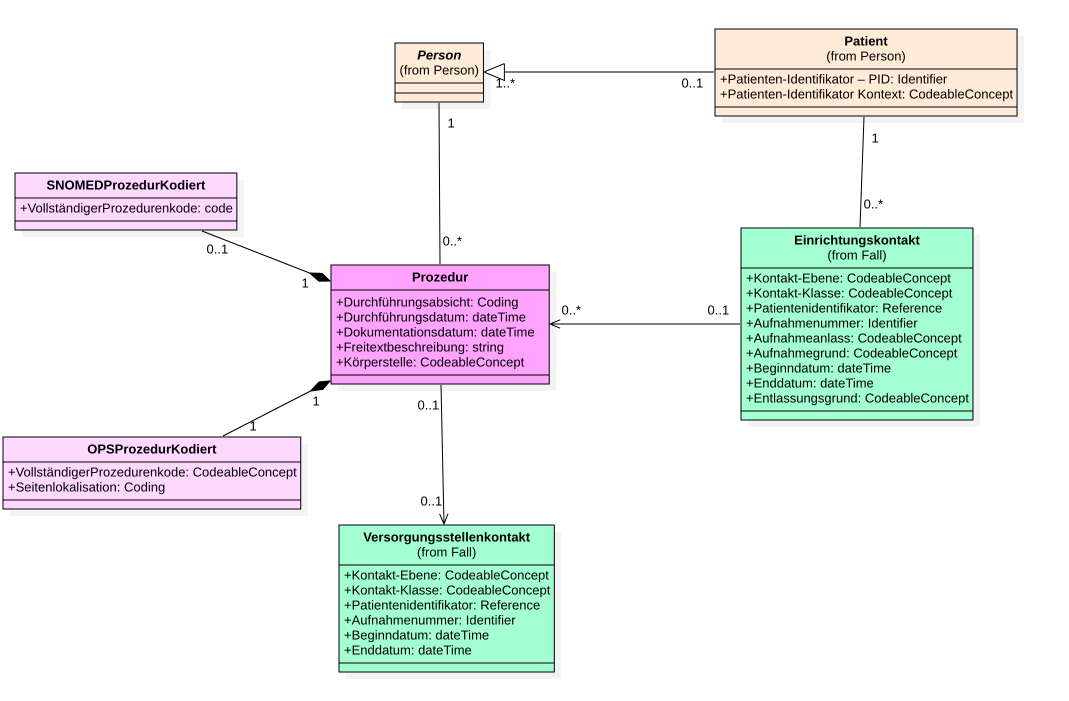 Person
(from Person)
Patient
(from Person)
+Patienten-Identifikator – PID: Identifier
+Patienten-Identifikator Kontext: CodeableConcept
1..*
0..1
1
0..*
1
0..*
SNOMEDProzedurKodiert
+VollständigerProzedurenkode: code
0..1
1
Prozedur
+Durchführungsabsicht: Coding
+Durchführungsdatum: dateTime
+Dokumentationsdatum: dateTime
+Freitextbeschreibung: string
+Körperstelle: CodeableConcept
0..*
0..1
Einrichtungskontakt
(from Fall)
+Kontakt-Ebene: CodeableConcept
+Kontakt-Klasse: CodeableConcept
+Patientenidentifikator: Reference
+Aufnahmenummer: Identifier
+Aufnahmeanlass: CodeableConcept
+Aufnahmegrund: CodeableConcept
+Beginndatum: dateTime
+Enddatum: dateTime
+Entlassungsgrund: CodeableConcept
1
1
OPSProzedurKodiert
+VollständigerProzedurenkode: CodeableConcept
+Seitenlokalisation: Coding
0..1
0..1
Versorgungsstellenkontakt
(from Fall)
+Kontakt-Ebene: CodeableConcept
+Kontakt-Klasse: CodeableConcept
+Patientenidentifikator: Reference
+Aufnahmenummer: Identifier
+Beginndatum: dateTime
+Enddatum: dateTime